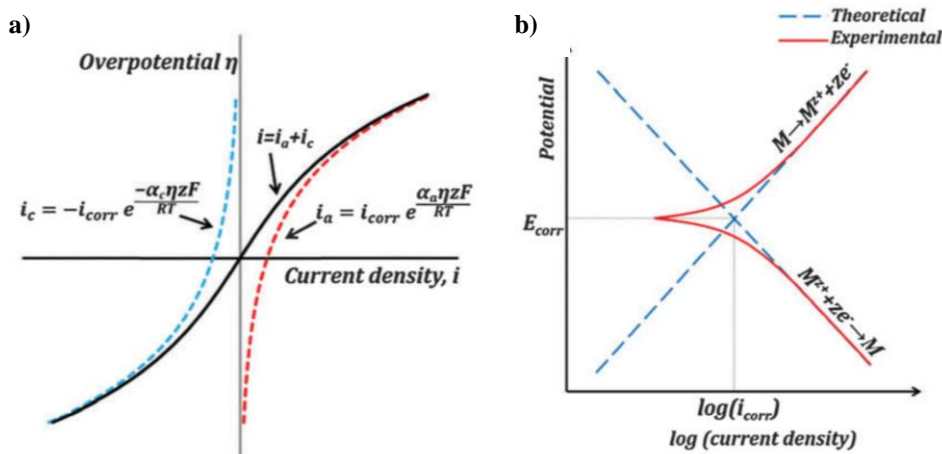 a)
Overpotential η
i=i_a+i_c
i_c = −i_corr e^(−α_c ηzF/RT)
i_a = i_corr e^(α_a ηzF/RT)
Current density, i
b)
Theoretical
Experimental
Potential
M→M^z+ +ze^-
E_corr
M^z+ +ze^-→M
log(i_corr)
log (current density)